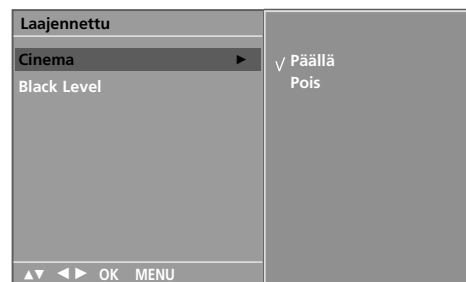 Laajennettu
Cinema ►
Black Level
√ Päällä
Pois
▲▼ ◄► OK MENU